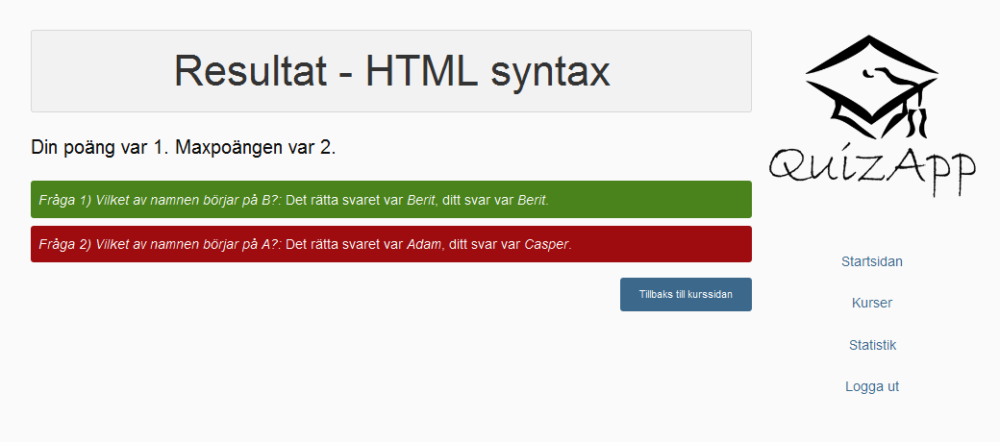 Resultat - HTML syntax
Din poäng var 1. Maxpoängen var 2.
Fråga 1) Vilket av namnen börjar på B?: Det rätta svaret var Berit, ditt svar var Berit.
Fråga 2) Vilket av namnen börjar på A?: Det rätta svaret var Adam, ditt svar var Casper.
Tillbaks till kurssidan
QuizApp
Startsidan
Kurser
Statistik
Logga ut